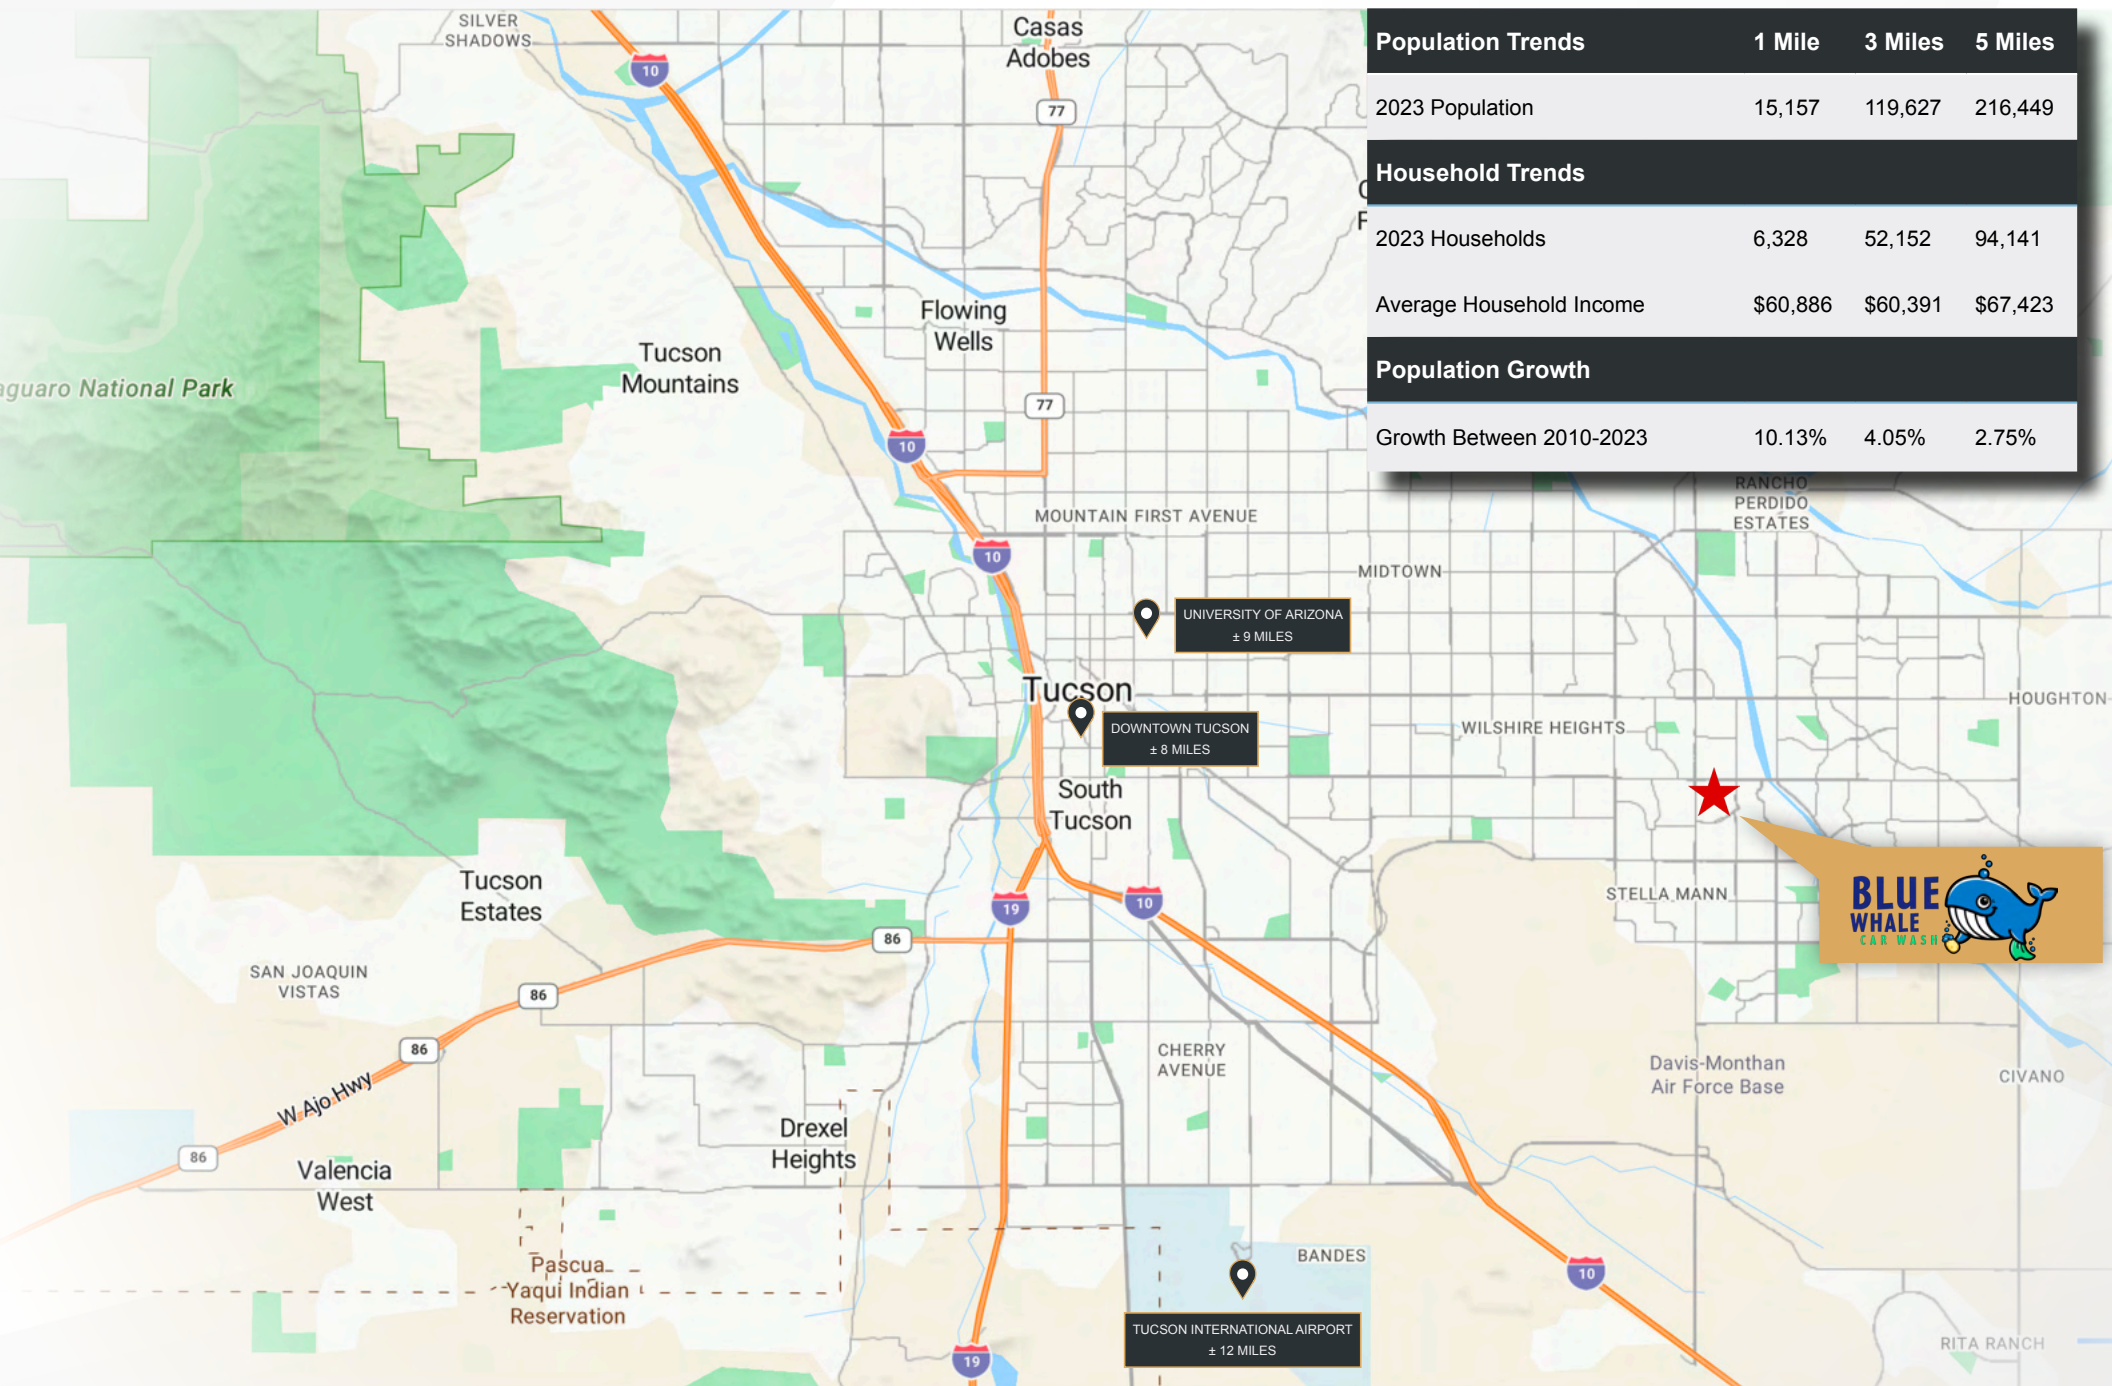 SILVER
SHADOWS
Casas
Adobes
10
77
Population Trends 1 Mile 3 Miles 5 Miles
2023 Population 15,157 119,627 216,449
Household Trends
2023 Households 6,328 52,152 94,141
Average Household Income $60,886 $60,391 $67,423
Population Growth
Growth Between 2010-2023 10.13% 4.05% 2.75%
Flowing
Wells
Tucson
Mountains
aguaro National Park
77
10
RANCHO
PERDIDO
ESTATES
MOUNTAIN FIRST AVENUE
10
MIDTOWN
UNIVERSITY OF ARIZONA
± 9 MILES
Tucson
HOUGHTON
DOWNTOWN TUCSON
± 8 MILES
WILSHIRE HEIGHTS
South
Tucson
Tucson
Estates
19
10
STELLA MANN
BLUE
WHALE
CAR WASH
86
SAN JOAQUIN
VISTAS
86
86
W Ajo Hwy
CHERRY
AVENUE
Davis-Monthan
Air Force Base
CIVANO
Drexel
Heights
86
Valencia
West
Pascua
Yaqui Indian
Reservation
BANDES
10
TUCSON INTERNATIONAL AIRPORT
± 12 MILES
19
RITA RANCH